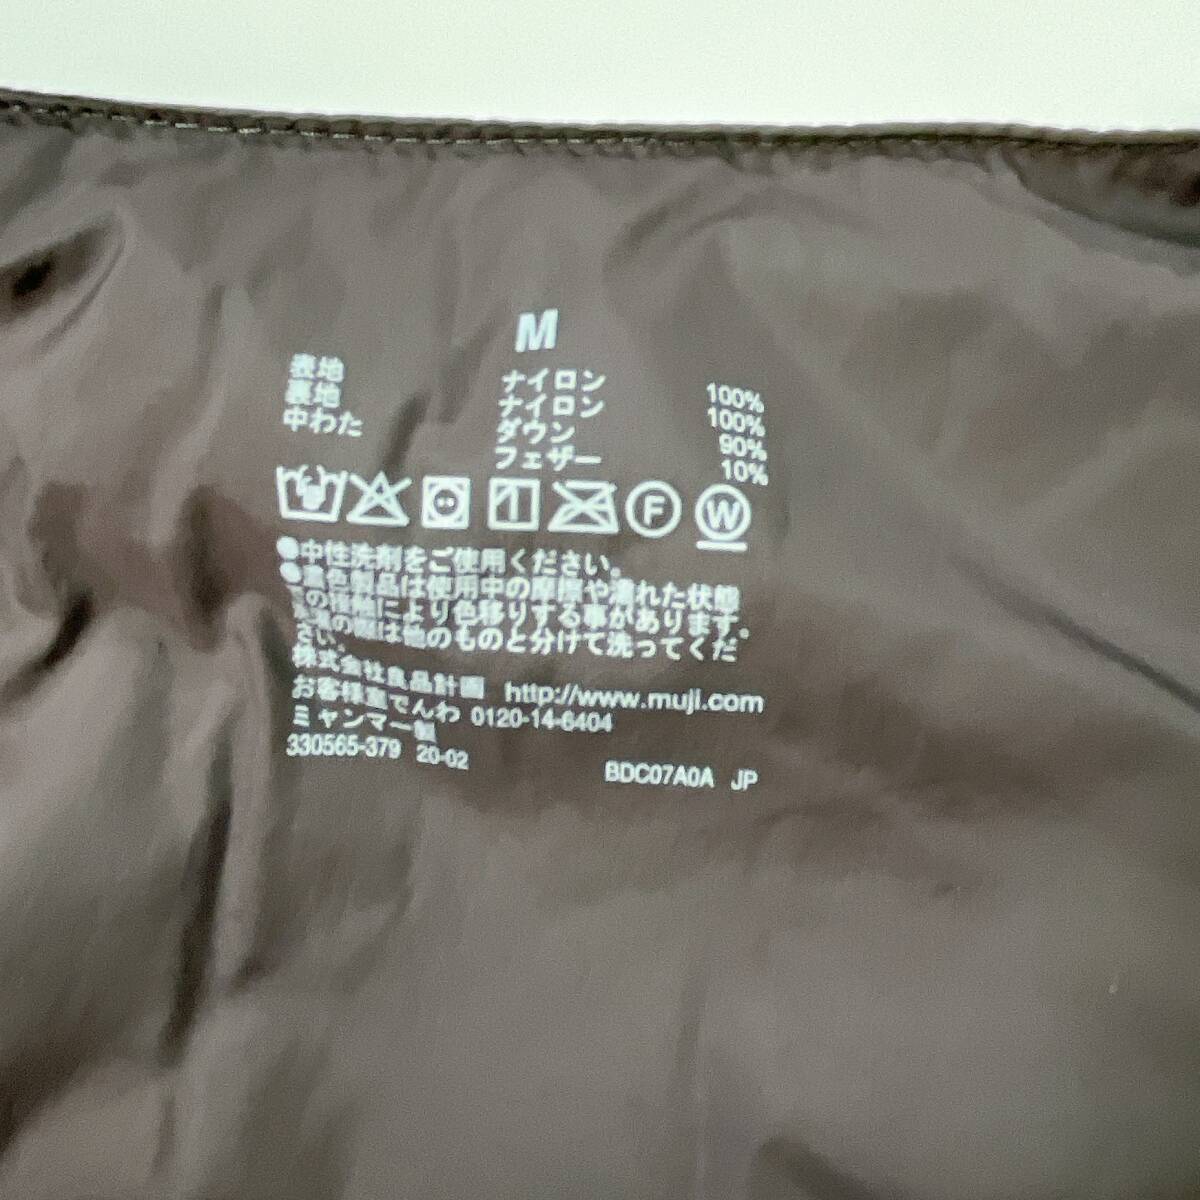 M
表地 ナイロン 100%
裏地 ナイロン 100%
中わた ダウン 90%
フェザー 10%
F W
●中性洗剤をご使用ください。
●黒色製品は使用中の摩擦や濡れた状態
での接触により色移りする事があります。
洗濯の際は他のものと分けて洗ってくだ
さい。
株式会社良品計画 http://www.muji.com
お客様室でんわ 0120-14-6404
ミャンマー製
330565-379 20-02 BDC07A0A JP